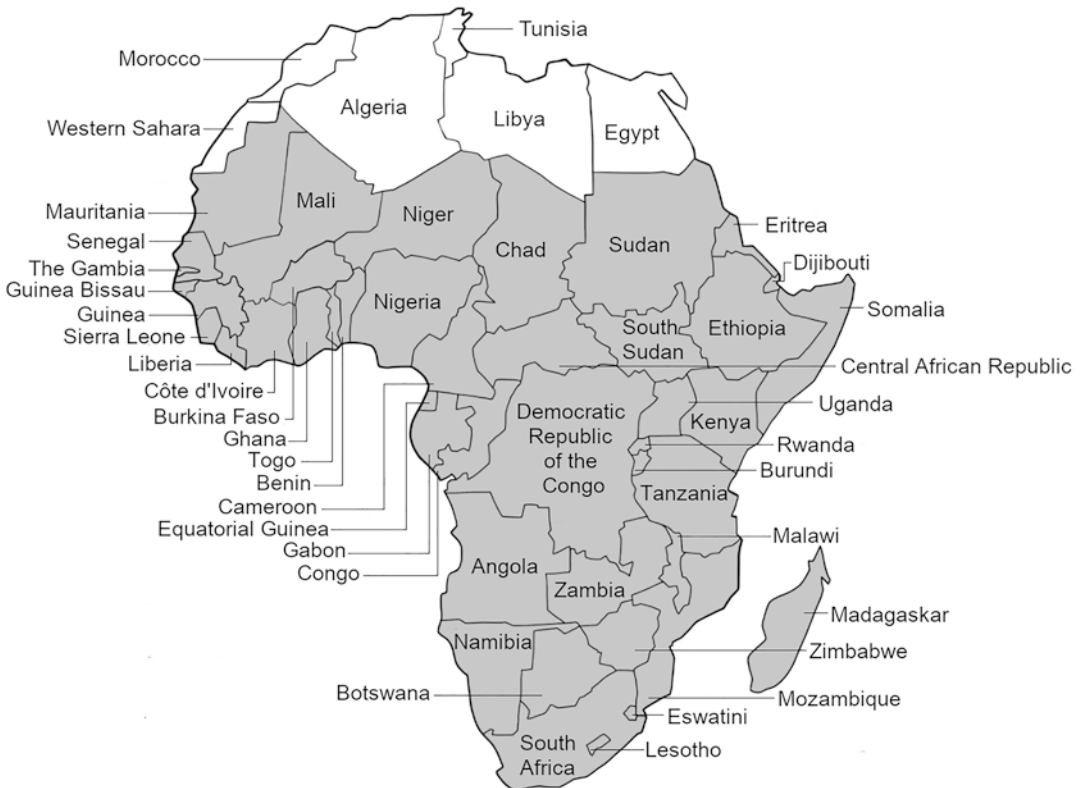 Tunisia
Morocco
Algeria
Libya
Western Sahara
Egypt
Mali
Mauritania
Niger
Eritrea
Senegal
Chad
Sudan
Dijibouti
The Gambia
Guinea Bissau
Nigeria
Somalia
Guinea
South
Sudan
Ethiopia
Sierra Leone
Liberia
Central African Republic
Côte d'Ivoire
Uganda
Burkina Faso
Democratic
Republic
of the
Congo
Kenya
Ghana
Rwanda
Togo
Burundi
Benin
Tanzania
Cameroon
Equatorial Guinea
Malawi
Gabon
Angola
Congo
Zambia
Madagaskar
Namibia
Zimbabwe
Botswana
Mozambique
Eswatini
South
Africa
Lesotho